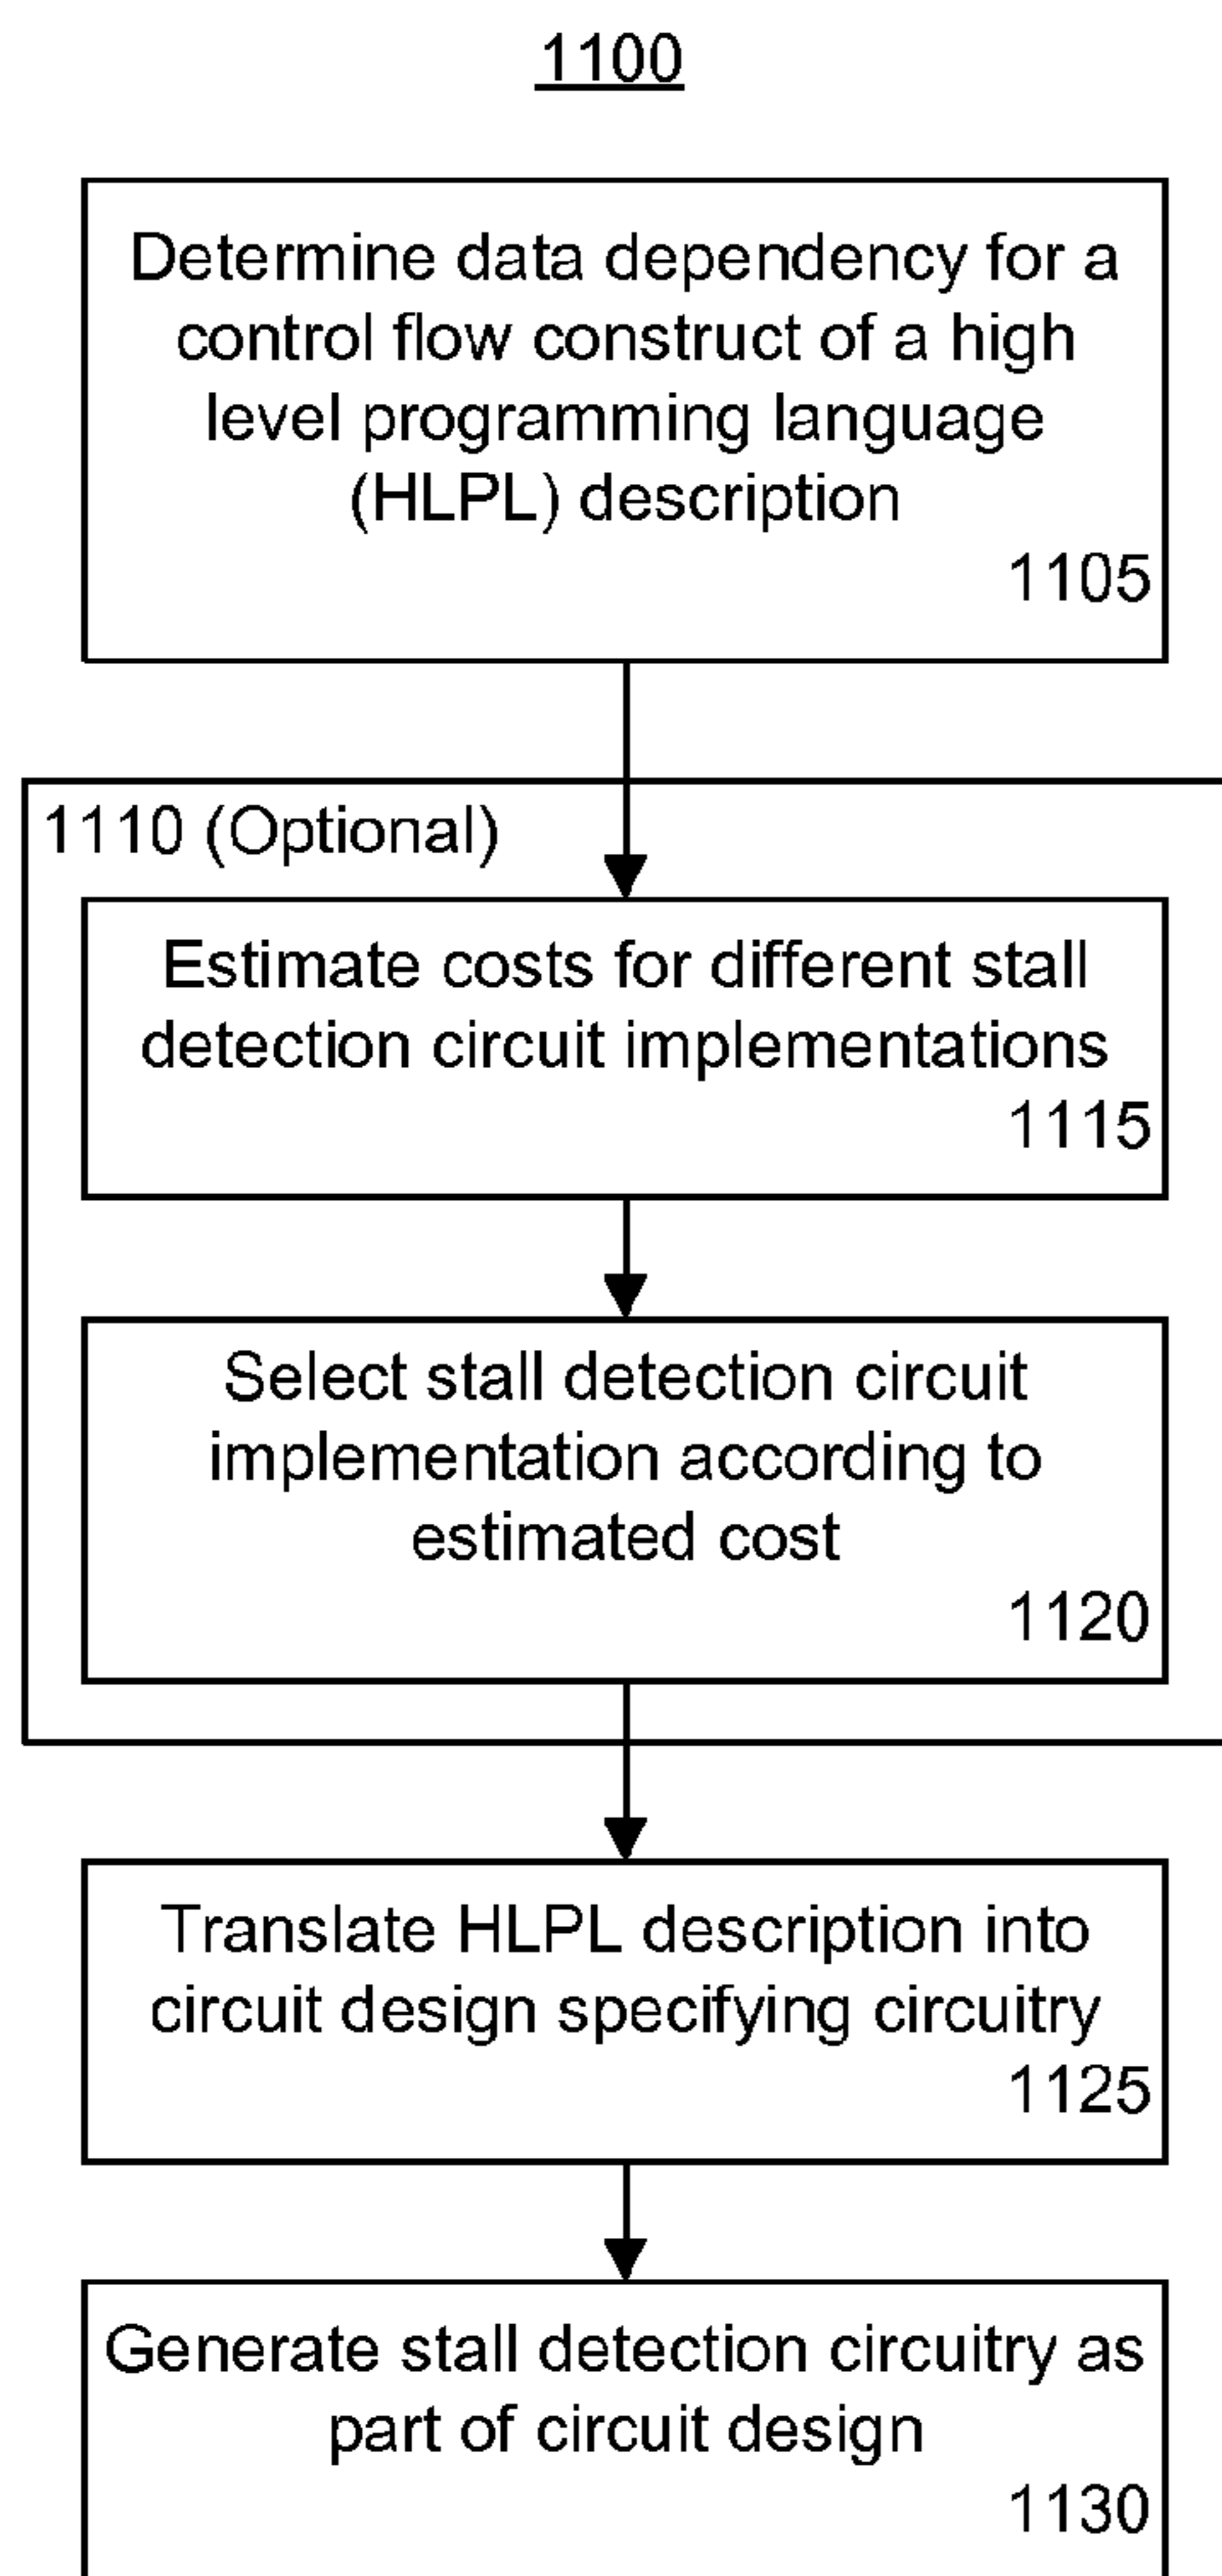 1100
Determine data dependency for a
control flow construct of a high
level programming language
(HLPL) description
1105
1110 (Optional)
Estimate costs for different stall
detection circuit implementations
1115
Select stall detection circuit
implementation according to
estimated cost
1120
Translate HLPL description into
circuit design specifying circuitry
1125
Generate stall detection circuitry as
part of circuit design
1130